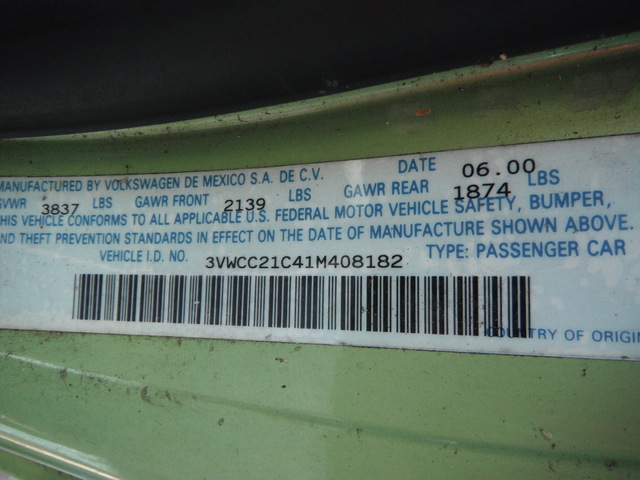 MANUFACTURED BY VOLKSWAGEN DE MEXICO S.A. DE C.V. DATE 06.00
GVWR 3837 LBS GAWR FRONT 2139 LBS GAWR REAR 1874 LBS
THIS VEHICLE CONFORMS TO ALL APPLICABLE U.S. FEDERAL MOTOR VEHICLE SAFETY, BUMPER,
AND THEFT PREVENTION STANDARDS IN EFFECT ON THE DATE OF MANUFACTURE SHOWN ABOVE.
VEHICLE I.D. NO. 3VWCC21C41M408182 TYPE: PASSENGER CAR
COUNTRY OF ORIGIN